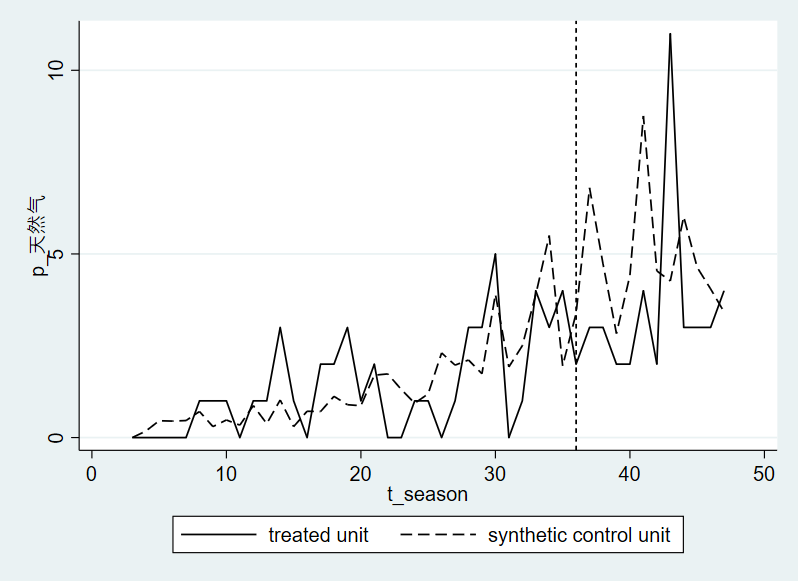 p_天然气
10
5
0
0
10
20
30
40
50
t_season
treated unit
synthetic control unit